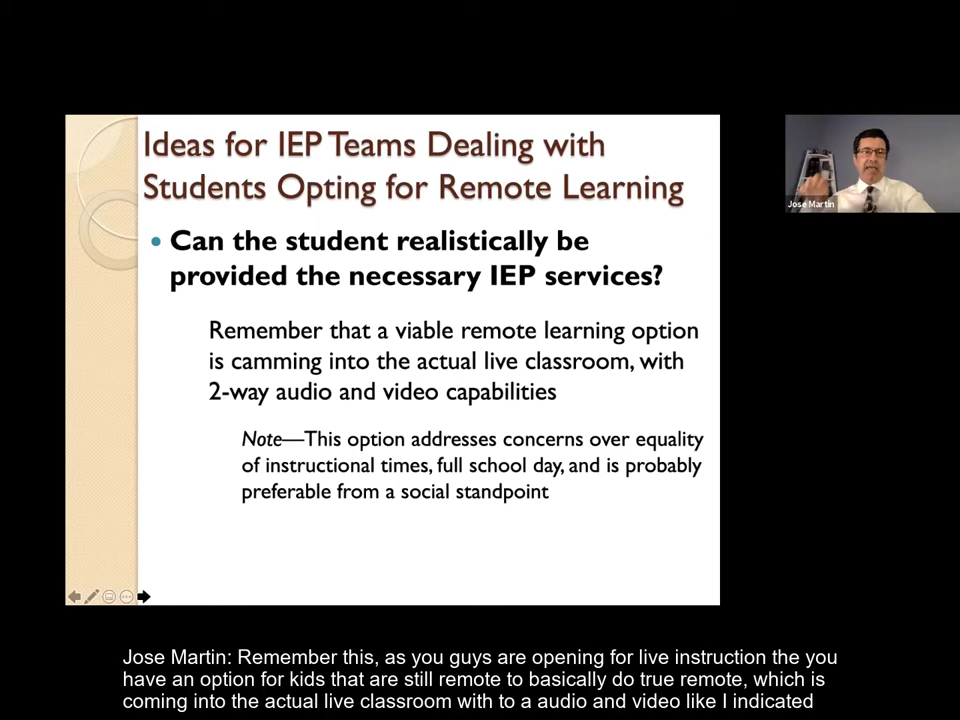 Ideas for IEP Teams Dealing with
Students Opting for Remote Learning
• Can the student realistically be
provided the necessary IEP services?
Remember that a viable remote learning option
is camming into the actual live classroom, with
2-way audio and video capabilities
Note—This option addresses concerns over equality
of instructional times, full school day, and is probably
preferable from a social standpoint
Jose Martin
Jose Martin: Remember this, as you guys are opening for live instruction the you
have an option for kids that are still remote to basically do true remote, which is
coming into the actual live classroom with to a audio and video like I indicated